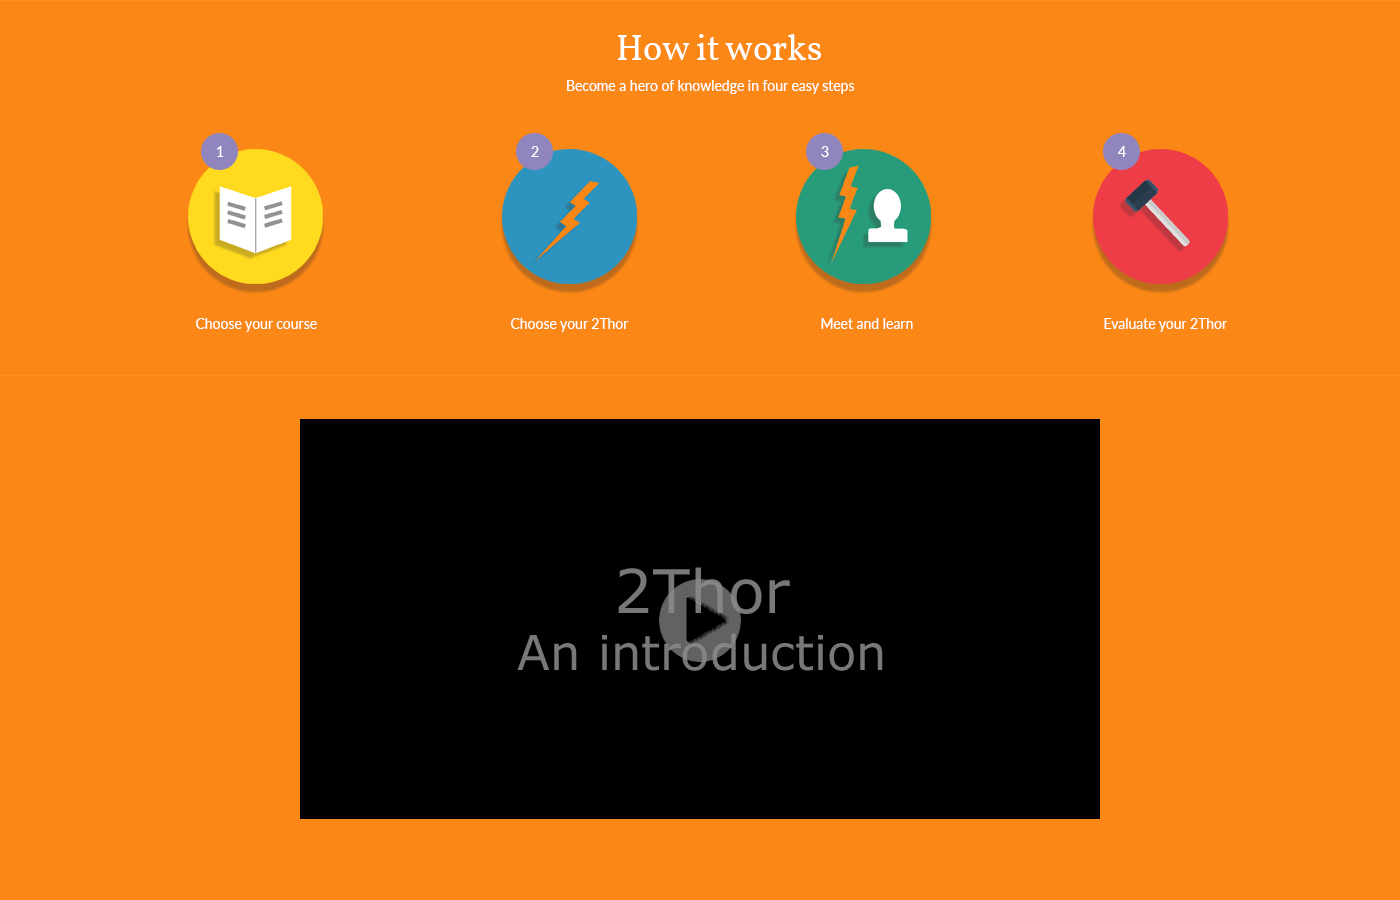 How it works
Become a hero of knowledge in four easy steps
1
2
3
4
Choose your course
Choose your 2Thor
Meet and learn
Evaluate your 2Thor
2Thor
An introduction